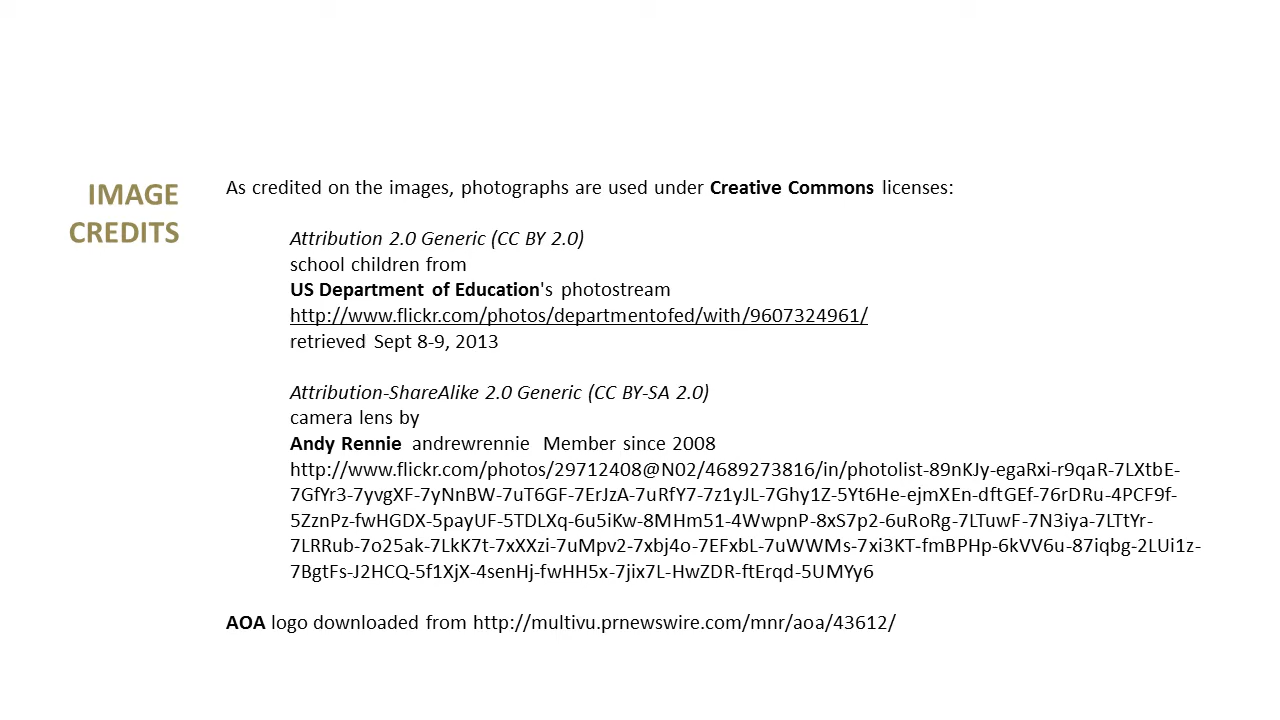 IMAGE
CREDITS
As credited on the images, photographs are used under Creative Commons licenses:
Attribution 2.0 Generic (CC BY 2.0)
school children from
US Department of Education's photostream
http://www.flickr.com/photos/departmentofed/with/9607324961/
retrieved Sept 8-9, 2013
Attribution-ShareAlike 2.0 Generic (CC BY-SA 2.0)
camera lens by
Andy Rennie andrewrennie Member since 2008
http://www.flickr.com/photos/29712408@N02/4689273816/in/photolist-89nKJy-egaRxi-r9qaR-7LXtbE-
7GfYr3-7yvgXF-7yNnBW-7uT6GF-7ErJzA-7uRfY7-7z1yJL-7Ghy1Z-5Yt6He-ejmXEn-dftGEf-76rDRu-4PCF9f-
5ZznPz-fwHGDX-5payUF-5TDLXq-6u5iKw-8MHm51-4WwpnP-8xS7p2-6uRoRg-7LTuwF-7N3iya-7LTtYr-
7LRRub-7o25ak-7LkK7t-7xXXzi-7uMpv2-7xbj4o-7EFxbL-7uWWMs-7xi3KT-fmBPHp-6kVV6u-87iqbg-2LUi1z-
7BgtFs-J2HCQ-5f1XjX-4senHj-fwHH5x-7jix7L-HwZDR-ftErqd-5UMYy6
AOA logo downloaded from http://multivu.prnewswire.com/mnr/aoa/43612/